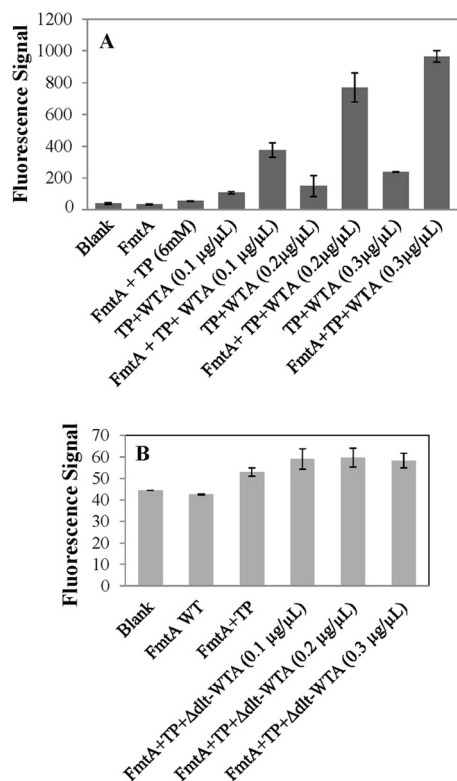 A
Fluorescence Signal
1200
1000
800
600
400
200
0
Blank
FmtA
FmtA + TP (6mM)
TP+WTA (0.1 µg/µL)
FmtA + TP+ WTA (0.1 µg/µL)
TP+WTA (0.2µg/µL)
FmtA+ TP+WTA (0.2µg/µL)
TP+WTA (0.3µg/µL)
FmtA+TP+WTA (0.3µg/µL)
B
Fluorescence Signal
70
60
50
40
30
20
10
0
Blank
FmtA WT
FmtA+TP
FmtA+TP+Δdlt-WTA (0.1 µg/µL)
FmtA+TP+Δdlt-WTA (0.2 µg/µL)
FmtA+TP+Δdlt-WTA (0.3 µg/µL)